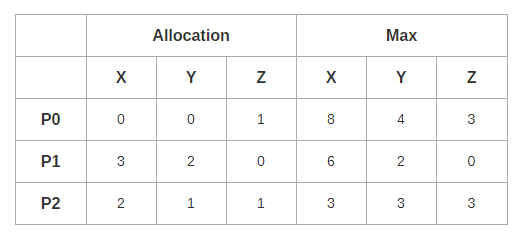 Allocation Max
X Y Z X Y Z
P0 0 0 1 8 4 3
P1 3 2 0 6 2 0
P2 2 1 1 3 3 3